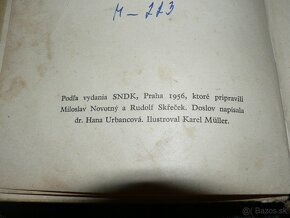 M-223
Podľa vydania SNDK, Praha 1956, ktoré pripravili
Miloslav Novotný a Rudolf Skřeček. Doslov napísala
dr. Hana Urbancová. Ilustroval Karel Müller.
bazos.sk